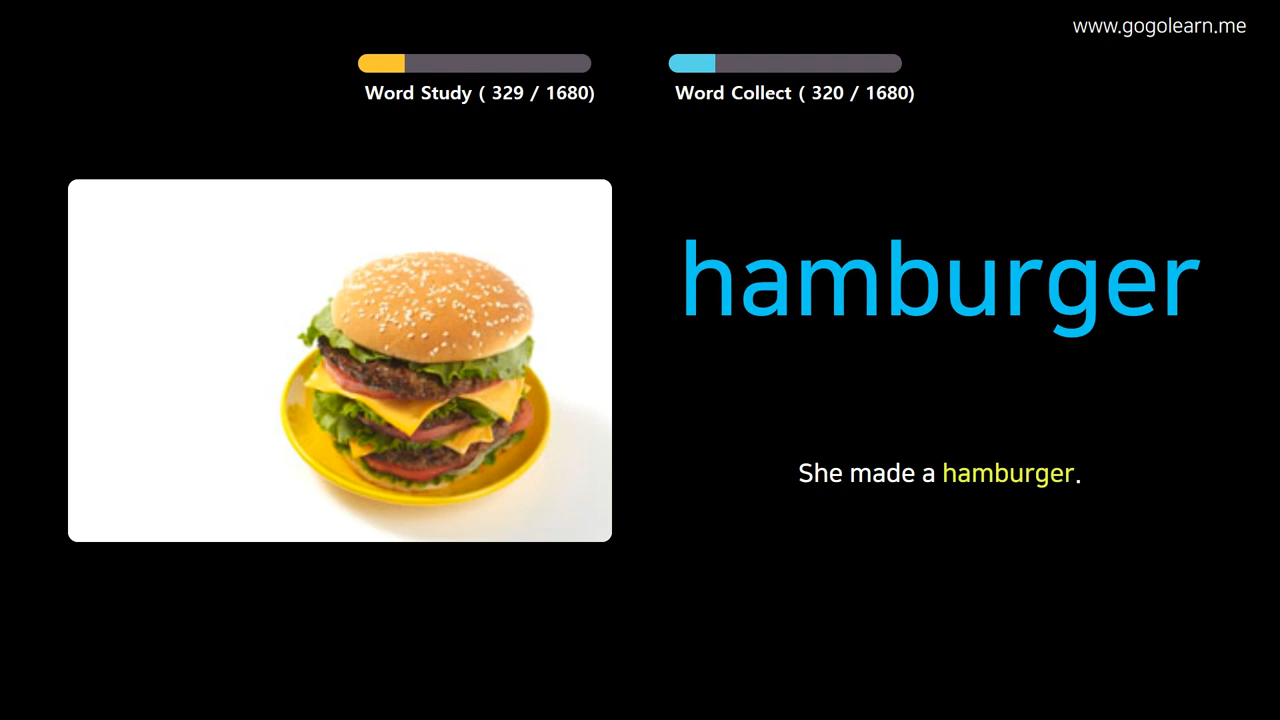 www.gogolearn.me
Word Study ( 329 / 1680)
Word Collect ( 320 / 1680)
hamburger
She made a hamburger.